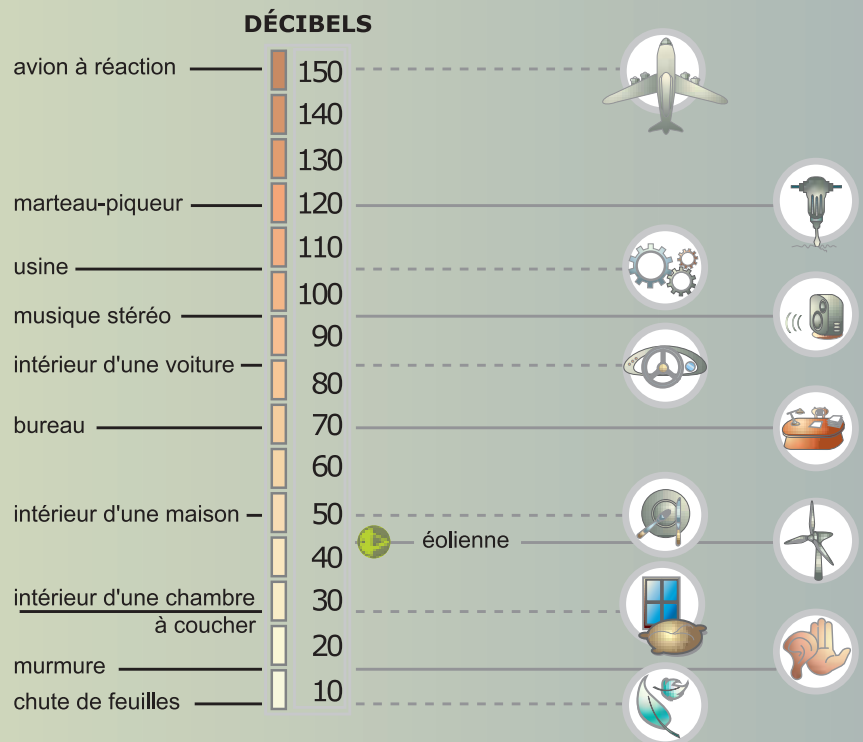 DÉCIBELS
avion à réaction
150
140
130
marteau-piqueur
120
110
usine
100
musique stéréo
90
intérieur d'une voiture
80
bureau
70
60
intérieur d'une maison
50
éolienne
40
intérieur d'une chambre
à coucher
30
20
murmure
10
chute de feuilles